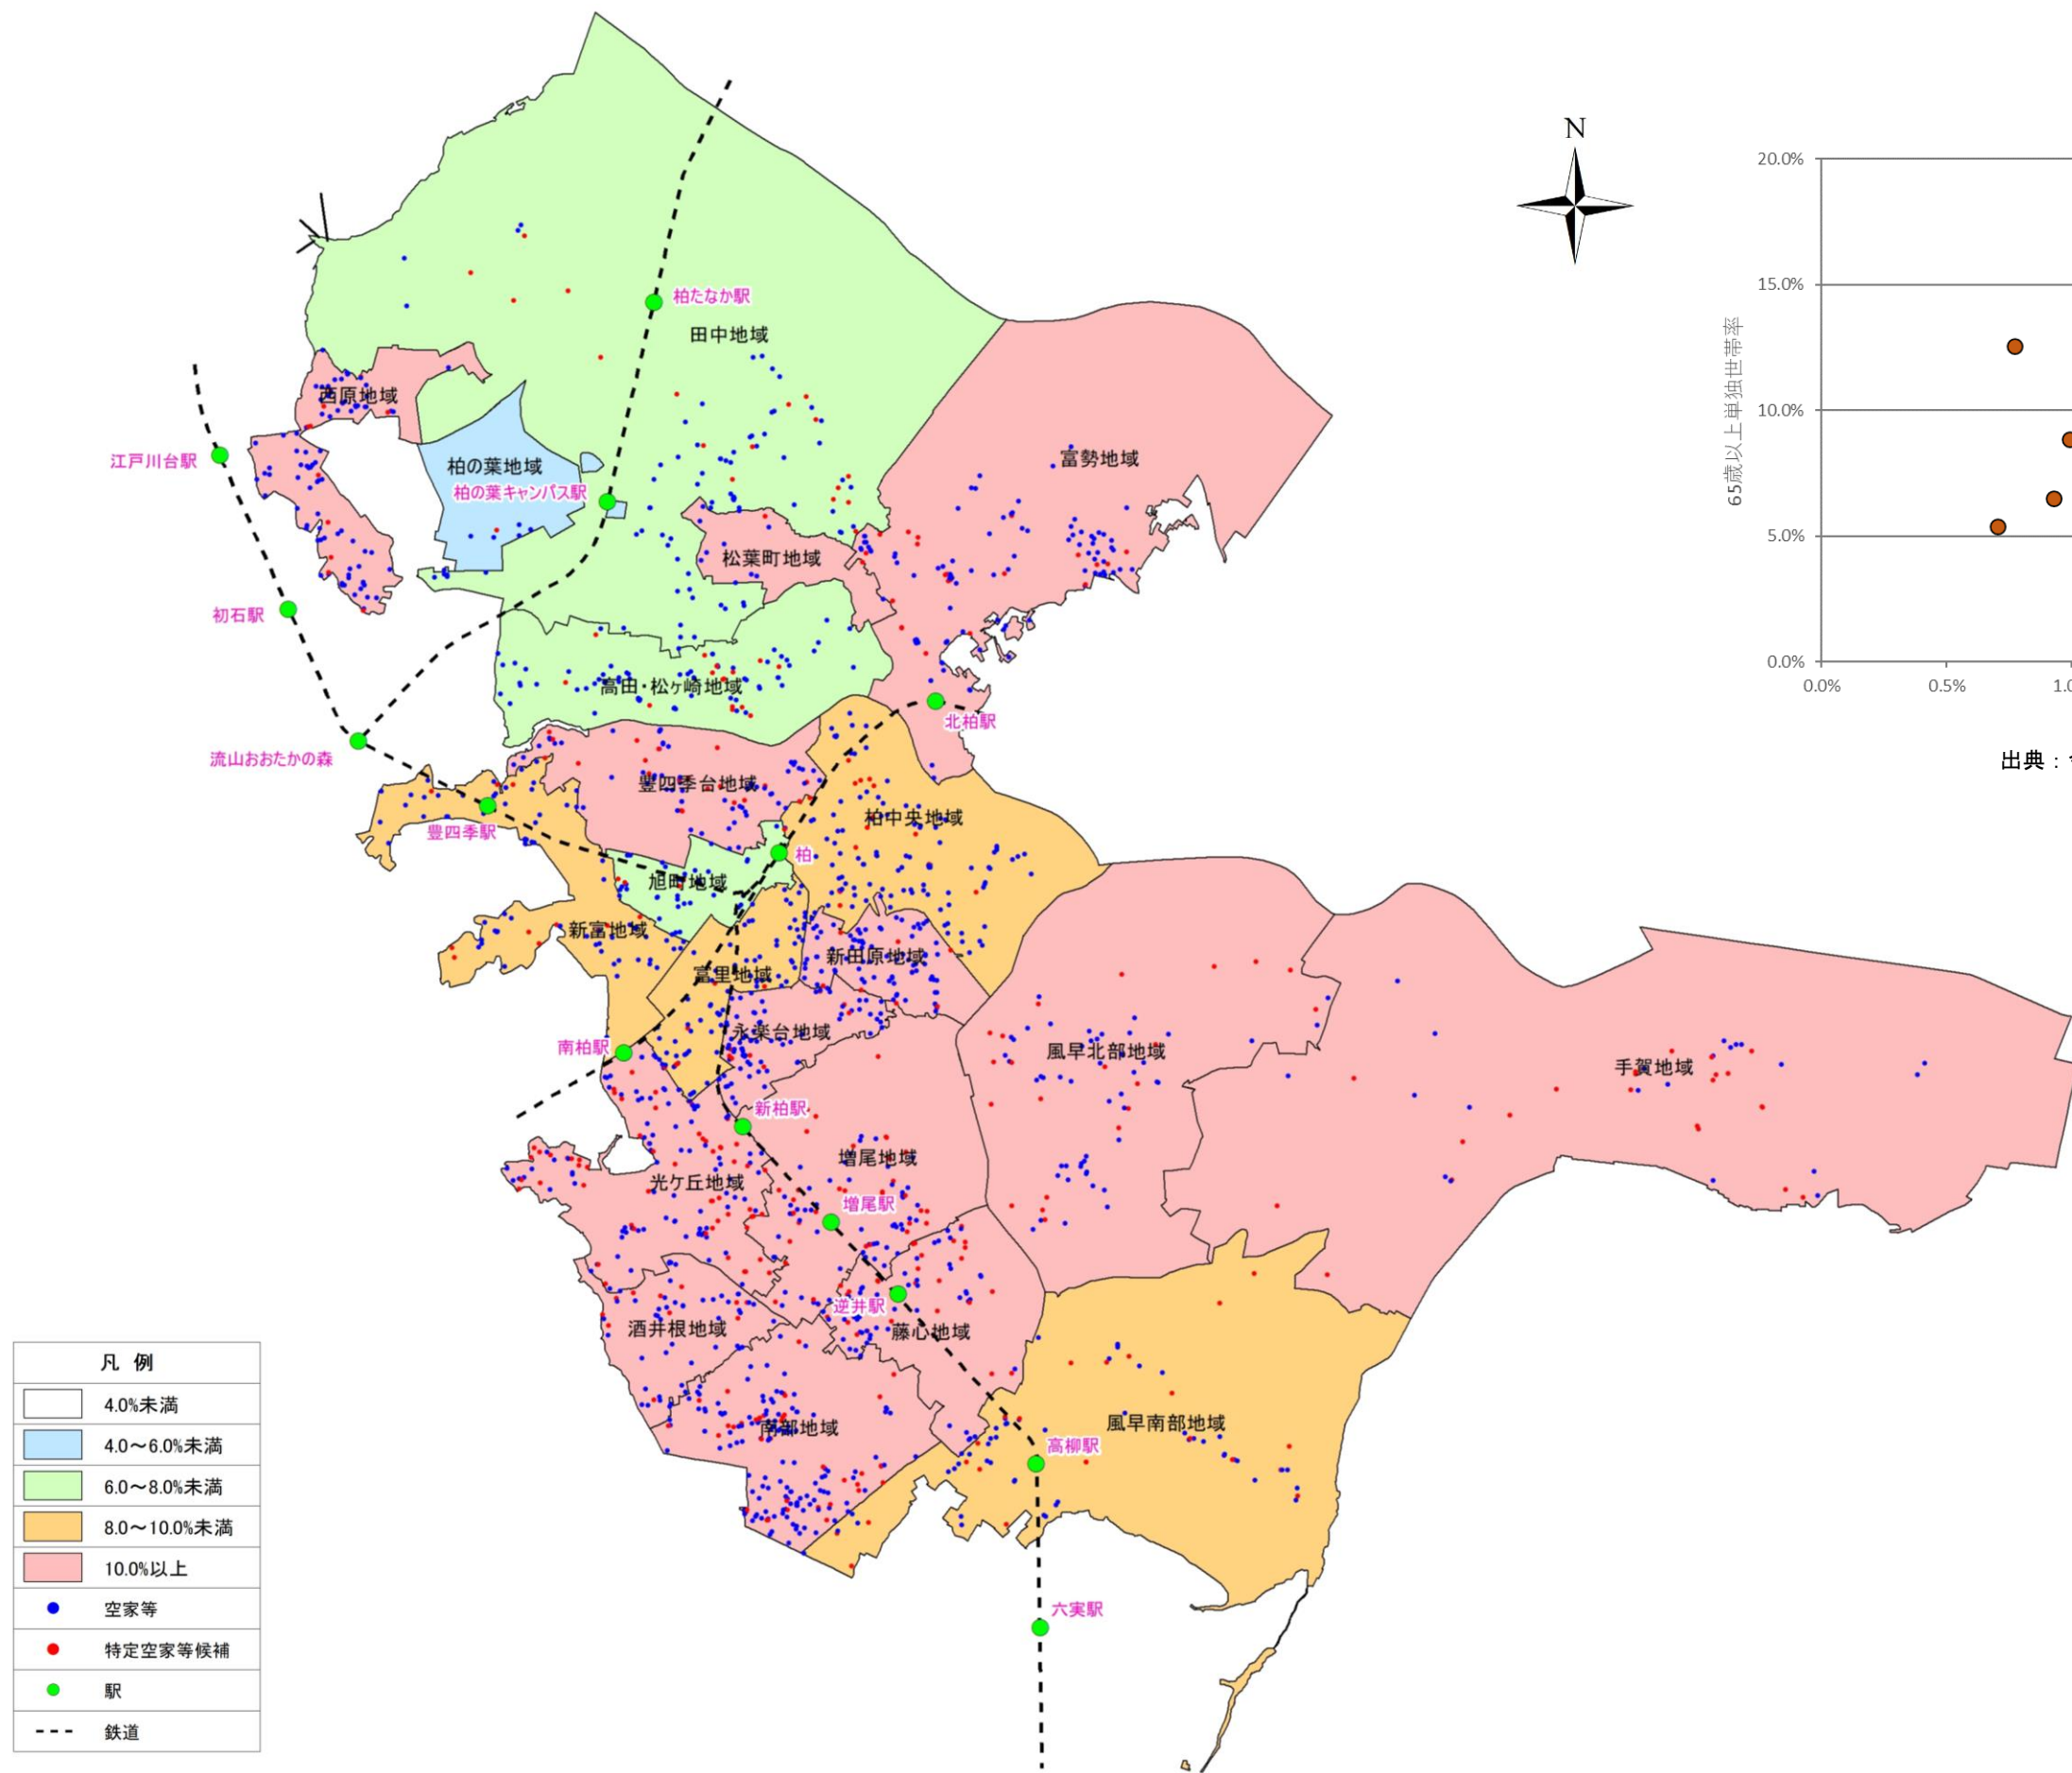 N
柏たなか駅
田中地域
西原地域
江戸川台駅
柏の葉地域
柏の葉キャンパス駅
富勢地域
松葉町地域
初石駅
高田・松ヶ崎地域
北柏駅
流山おおたかの森
豊四季台地域
豊四季駅
柏中央地域
柏
旭町地域
新富地域
新田原地域
富里地域
永楽台地域
南柏駅
風早北部地域
手賀地域
新柏駅
増尾地域
光ケ丘地域
増尾駅
逆井駅
酒井根地域
藤心地域
南部地域
風早南部地域
高柳駅
六実駅
凡 例
4.0%未満
4.0～6.0%未満
6.0～8.0%未満
8.0～10.0%未満
10.0%以上
空家等
特定空家等候補
駅
鉄道
65歳以上単独世帯率
20.0%
15.0%
10.0%
5.0%
0.0%
0.0%
0.5%
1.0
出典：